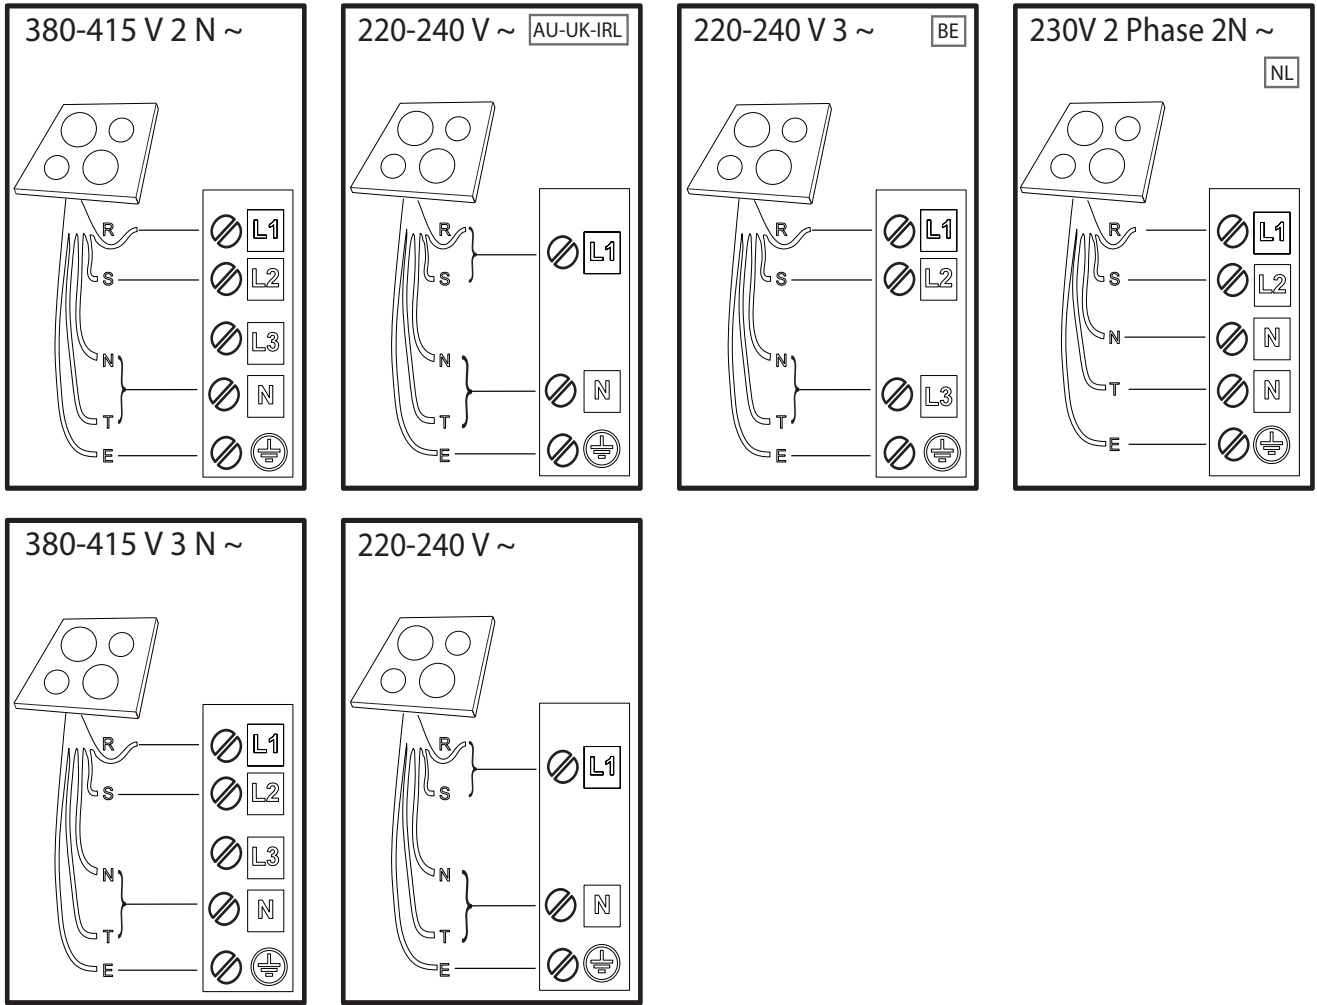 380-415 V 2 N ~
R L1
S L2
L3
N
N
T
E
220-240 V ~ AU-UK-IRL
R
L1
S
N
N
T
E
220-240 V 3 ~ BE
R L1
S L2
N
L3
T
E
230V 2 Phase 2N ~
NL
R L1
S L2
N N
T N
E
380-415 V 3 N ~
R L1
S L2
L3
N
N
T
E
220-240 V ~
R
L1
S
N
N
T
E